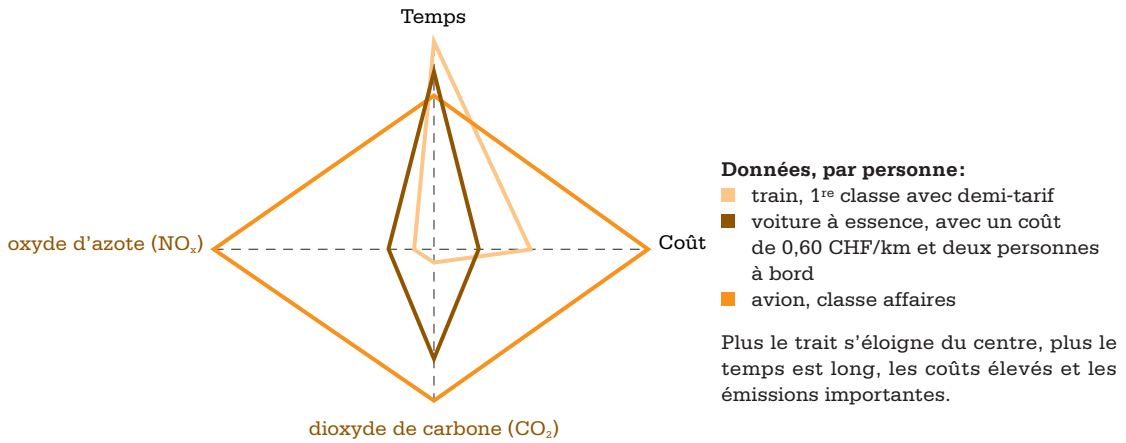 Temps
oxyde d'azote (NOₓ)
Coût
dioxyde de carbone (CO₂)
Données, par personne:
train, 1ʳᵉ classe avec demi-tarif
voiture à essence, avec un coût
de 0,60 CHF/km et deux personnes
à bord
avion, classe affaires
Plus le trait s'éloigne du centre, plus le
temps est long, les coûts élevés et les
émissions importantes.